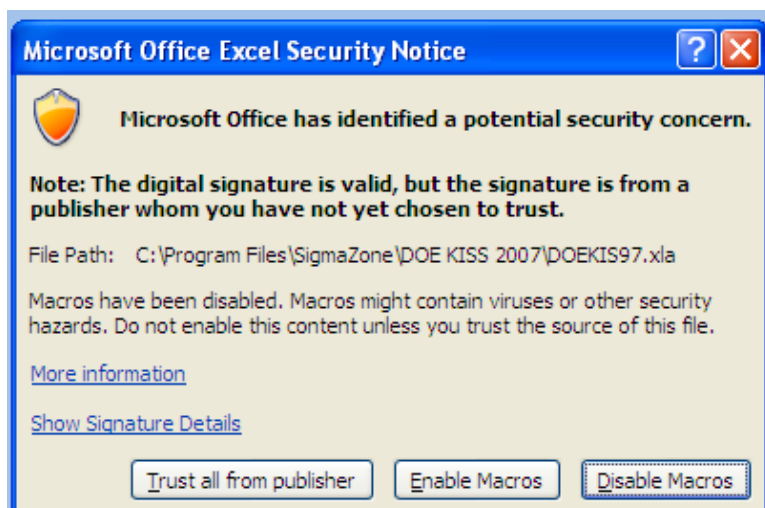 Microsoft Office Excel Security Notice
Microsoft Office has identified a potential security concern.
Note: The digital signature is valid, but the signature is from a
publisher whom you have not yet chosen to trust.
File Path: C:\Program Files\SigmaZone\DOE KISS 2007\DOEKIS97.xla
Macros have been disabled. Macros might contain viruses or other security
hazards. Do not enable this content unless you trust the source of this file.
More information
Show Signature Details
Trust all from publisher Enable Macros Disable Macros